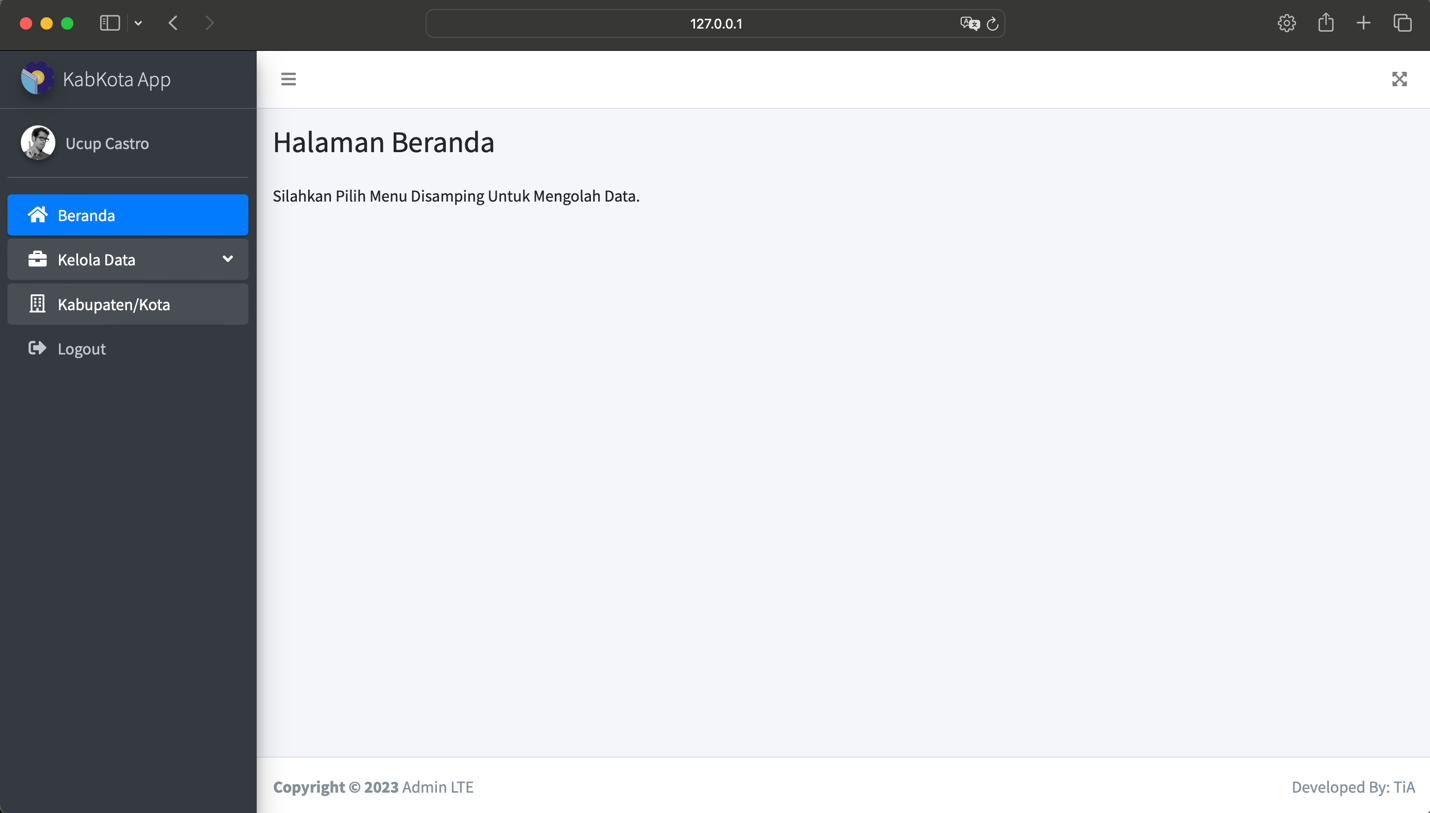 127.0.0.1
KabKota App
Ucup Castro
Beranda
Kelola Data
Kabupaten/Kota
Logout
Halaman Beranda
Silahkan Pilih Menu Disamping Untuk Mengolah Data.
Copyright © 2023 Admin LTE
Developed By: TiA